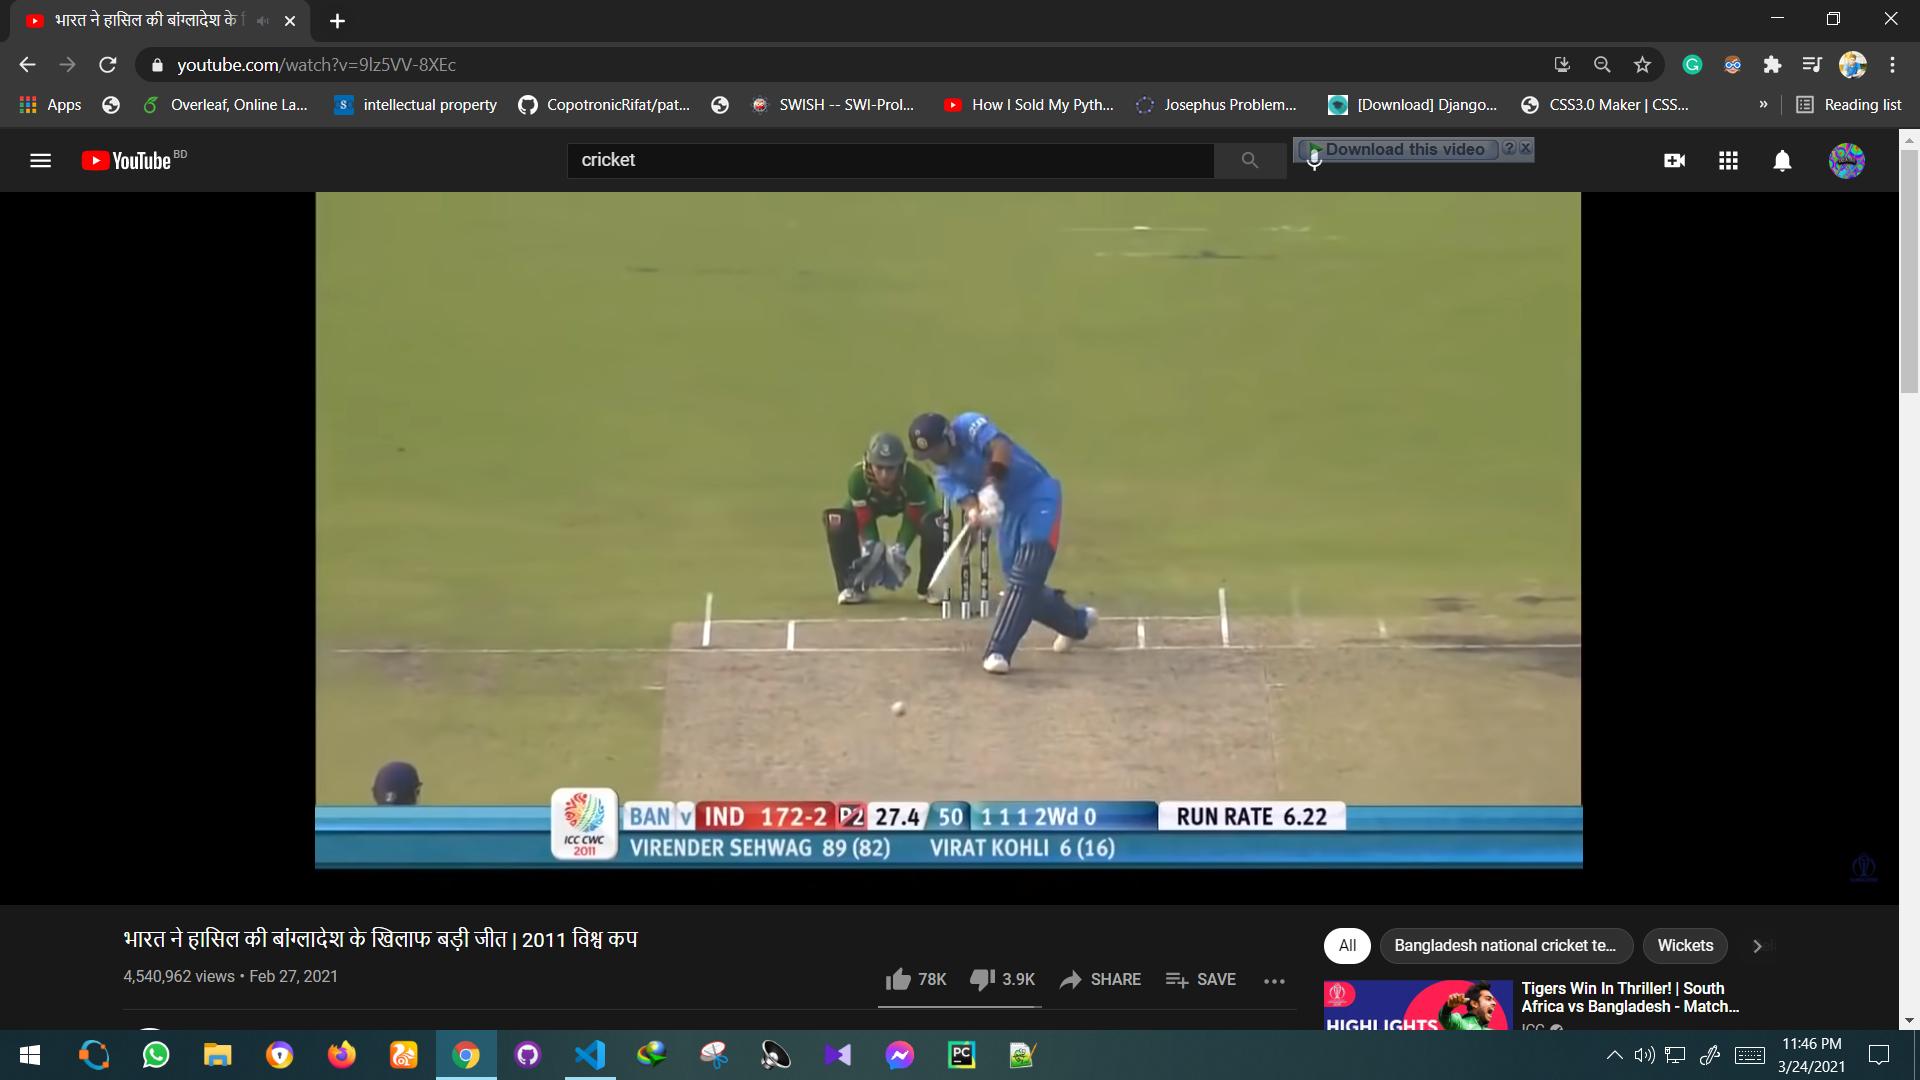 भारत ने हासिल की बांग्लादेश के
youtube.com/watch?v=9lz5VV-8XEc
Apps Overleaf, Online La... intellectual property CopotronicRifat/pat... SWISH -- SWI-Prol... How I Sold My Pyth... Josephus Problem... [Download] Django... CSS3.0 Maker | CSS... » Reading list
YouTube BD cricket Download this video ?
BAN v IND 172-2 P2 27.4 50 1 1 1 2Wd 0 RUN RATE 6.22
ICC CWC
2011
VIRENDER SEHWAG 89 (82) VIRAT KOHLI 6 (16)
भारत ने हासिल की बांग्लादेश के खिलाफ बड़ी जीत | 2011 विश्व कप
4,540,962 views • Feb 27, 2021
78K 3.9K SHARE SAVE
All Bangladesh national cricket te... Wickets
HIGHLIGHTS
Tigers Win In Thriller! | South
Africa vs Bangladesh - Match...
ICC
PC
11:46 PM
3/24/2021